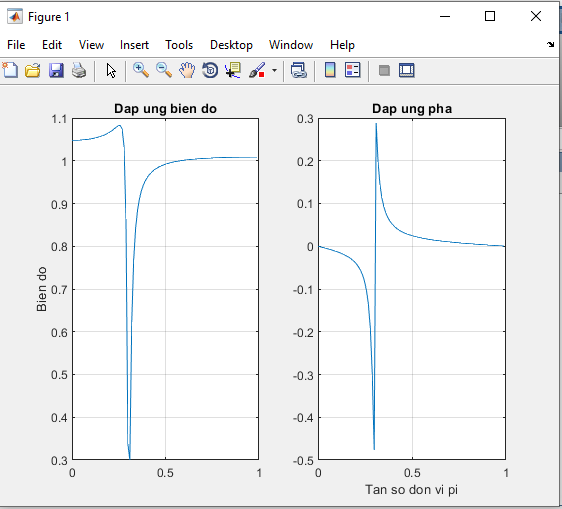 Figure 1
File Edit View Insert Tools Desktop Window Help
Dap ung bien do
1.1
1
0.9
0.8
0.7
0.6
0.5
0.4
0.3
Bien do
0 0.5 1
Dap ung pha
0.3
0.2
0.1
0
-0.1
-0.2
-0.3
-0.4
-0.5
0 0.5 1
Tan so don vi pi